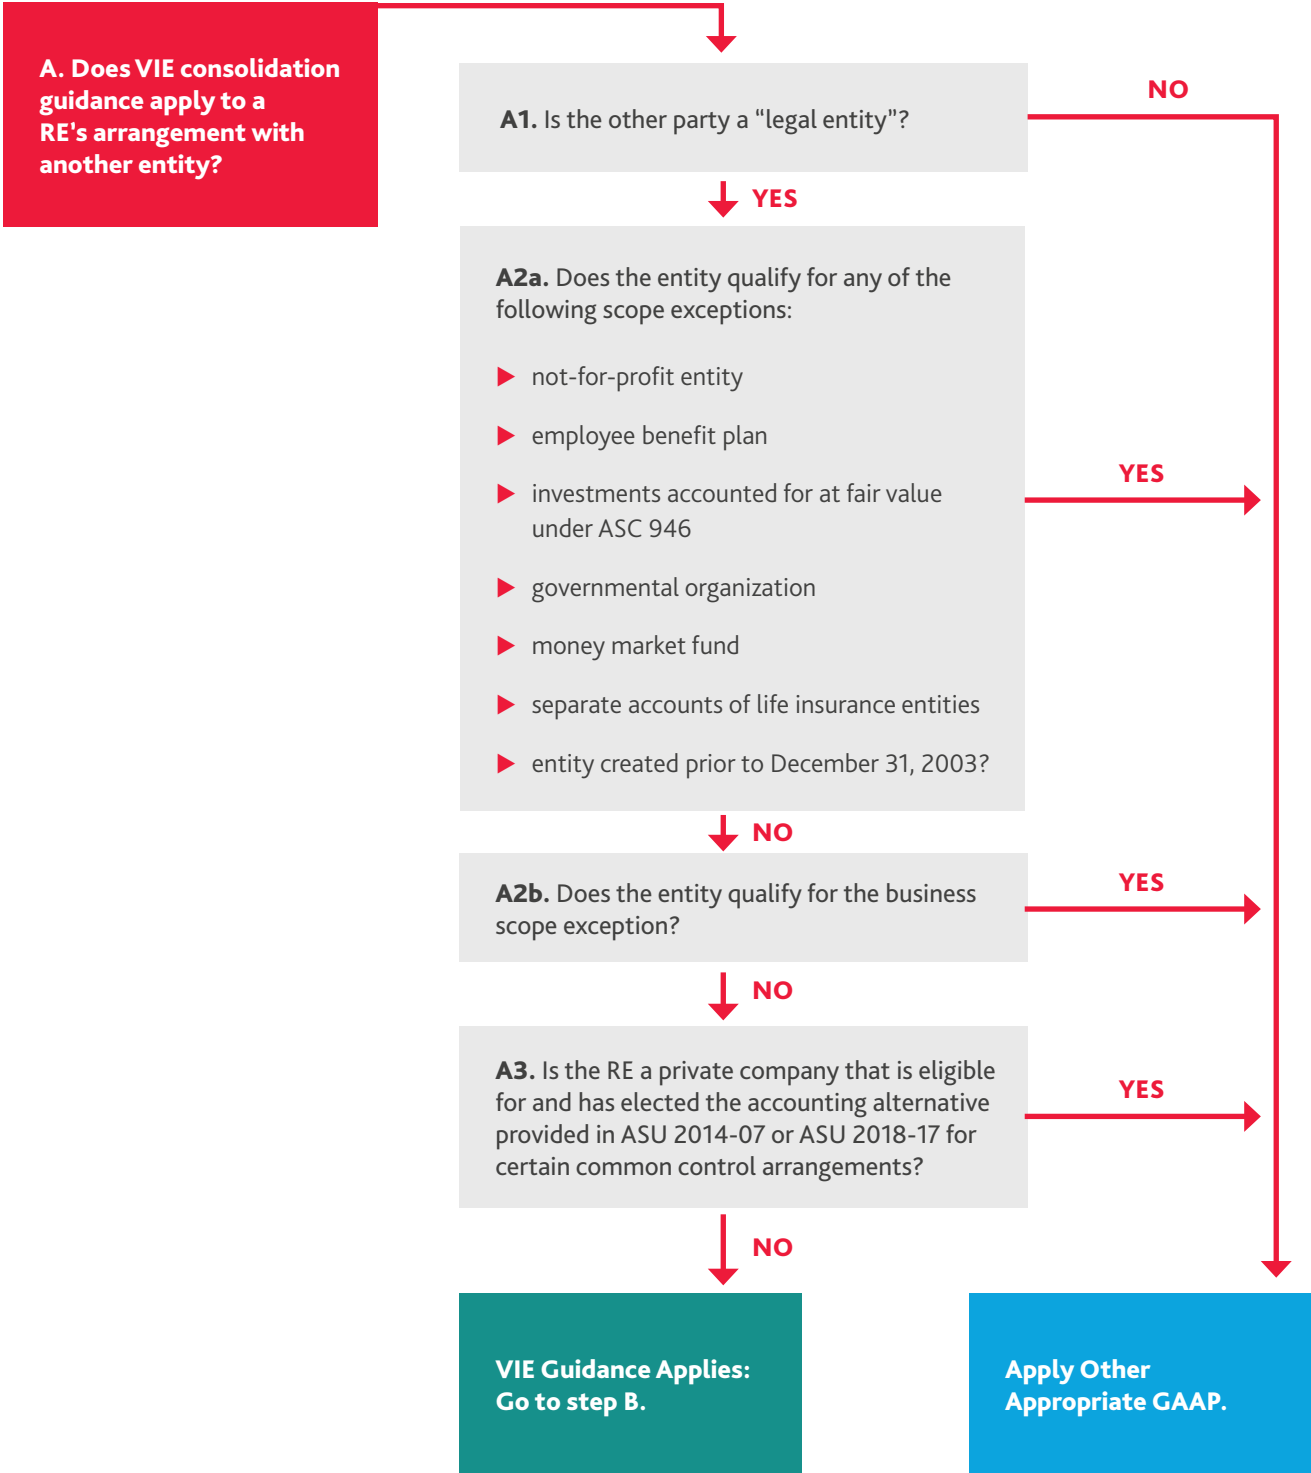 A. Does VIE consolidation
guidance apply to a
RE's arrangement with
another entity?
A1. Is the other party a “legal entity”?
NO
YES
A2a. Does the entity qualify for any of the
following scope exceptions:
not-for-profit entity
employee benefit plan
investments accounted for at fair value
under ASC 946
governmental organization
money market fund
separate accounts of life insurance entities
entity created prior to December 31, 2003?
YES
NO
A2b. Does the entity qualify for the business
scope exception?
YES
NO
A3. Is the RE a private company that is eligible
for and has elected the accounting alternative
provided in ASU 2014-07 or ASU 2018-17 for
certain common control arrangements?
YES
NO
VIE Guidance Applies:
Go to step B.
Apply Other
Appropriate GAAP.